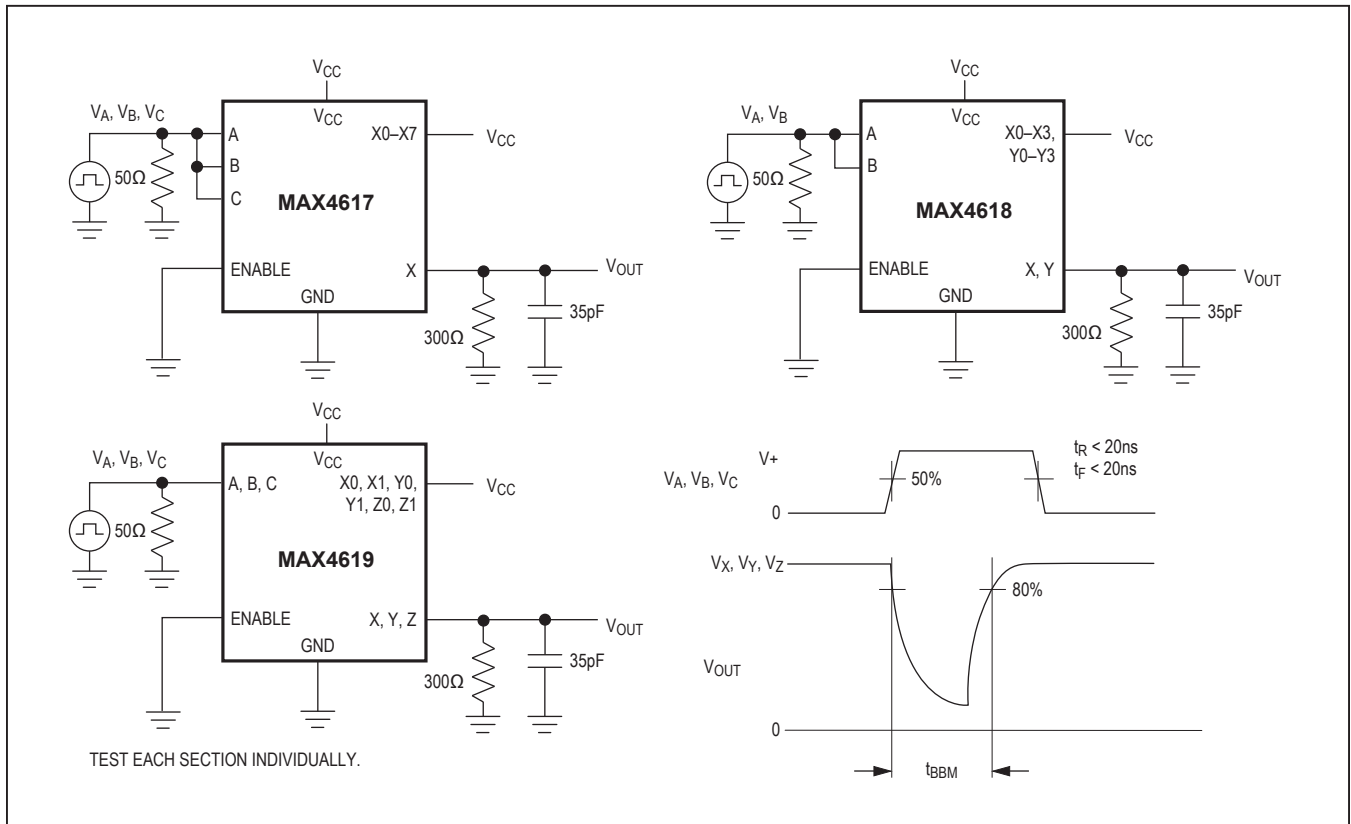 VCC
VCC
VA, VB, VC
A
X0–X7
VCC
B
50Ω
C
MAX4617
ENABLE
X
VOUT
GND
35pF
300Ω
VCC
VCC
VA, VB
A
X0–X3,
Y0–Y3
VCC
B
50Ω
MAX4618
ENABLE
X, Y
VOUT
GND
35pF
300Ω
VCC
VCC
VA, VB, VC
A, B, C
X0, X1, Y0,
Y1, Z0, Z1
VCC
50Ω
MAX4619
ENABLE
X, Y, Z
VOUT
GND
35pF
300Ω
TEST EACH SECTION INDIVIDUALLY.
V+
tR < 20ns
tF < 20ns
VA, VB, VC
50%
0
VX, VY, VZ
80%
VOUT
0
tBBM